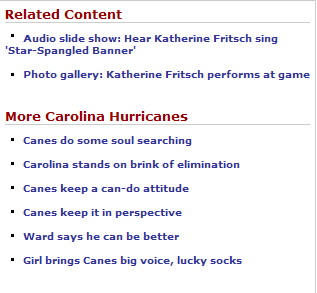 Related Content
Audio slide show: Hear Katherine Fritsch sing
'Star-Spangled Banner'
Photo gallery: Katherine Fritsch performs at game
More Carolina Hurricanes
Canes do some soul searching
Carolina stands on brink of elimination
Canes keep a can-do attitude
Canes keep it in perspective
Ward says he can be better
Girl brings Canes big voice, lucky socks